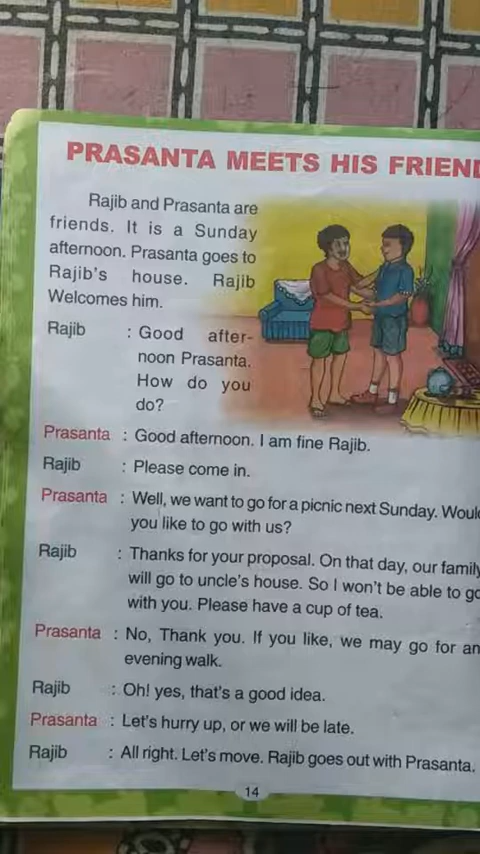 PRASANTA MEETS HIS FRIEND
Rajib and Prasanta are
friends. It is a Sunday
afternoon. Prasanta goes to
Rajib's house. Rajib
Welcomes him.
Rajib : Good after-
noon Prasanta.
How do you
do?
Prasanta : Good afternoon. I am fine Rajib.
Rajib : Please come in.
Prasanta : Well, we want to go for a picnic next Sunday. Would
you like to go with us?
Rajib : Thanks for your proposal. On that day, our family
will go to uncle's house. So I won't be able to go
with you. Please have a cup of tea.
Prasanta : No, Thank you. If you like, we may go for an
evening walk.
Rajib : Oh! yes, that's a good idea.
Prasanta : Let's hurry up, or we will be late.
Rajib : All right. Let's move. Rajib goes out with Prasanta.
14